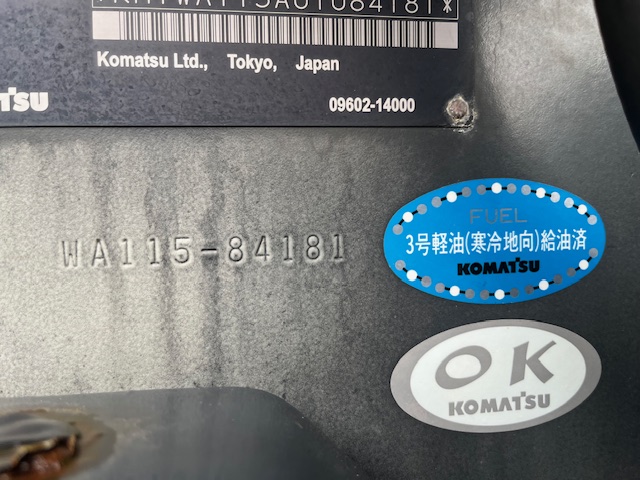 *KMTWA115A01084181*
Komatsu Ltd., Tokyo, Japan
TSU
09602-14000
WA115-84181
FUEL
3号軽油(寒冷地向)給油済
KOMATSU
OK
KOMATSU